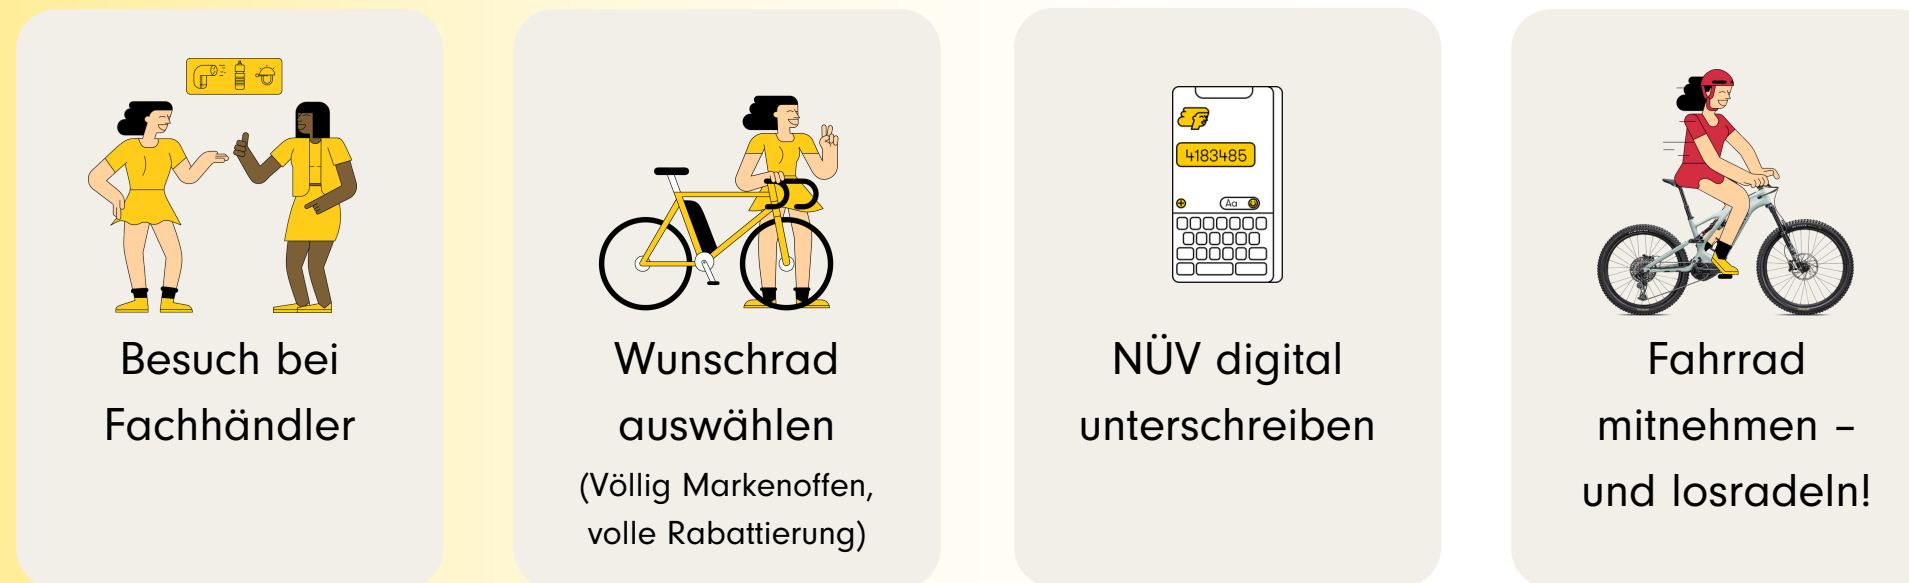 Besuch bei
Fachhändler
Wunschrad
auswählen
(Völlig Markenoffen,
volle Rabattierung)
4183485
Aa
NÜV digital
unterschreiben
Fahrrad
mitnehmen –
und losradeln!